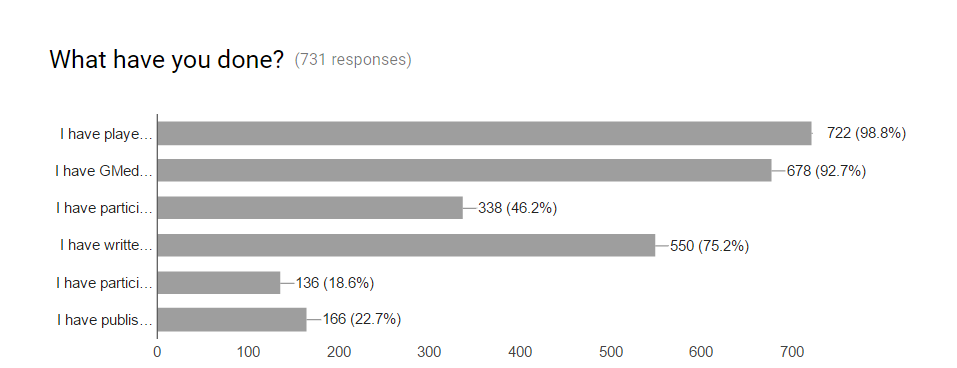 What have you done? (731 responses)
I have playe… 722 (98.8%)
I have GMed… 678 (92.7%)
I have partici… 338 (46.2%)
I have writte… 550 (75.2%)
I have partici… 136 (18.6%)
I have publis… 166 (22.7%)
0 100 200 300 400 500 600 700